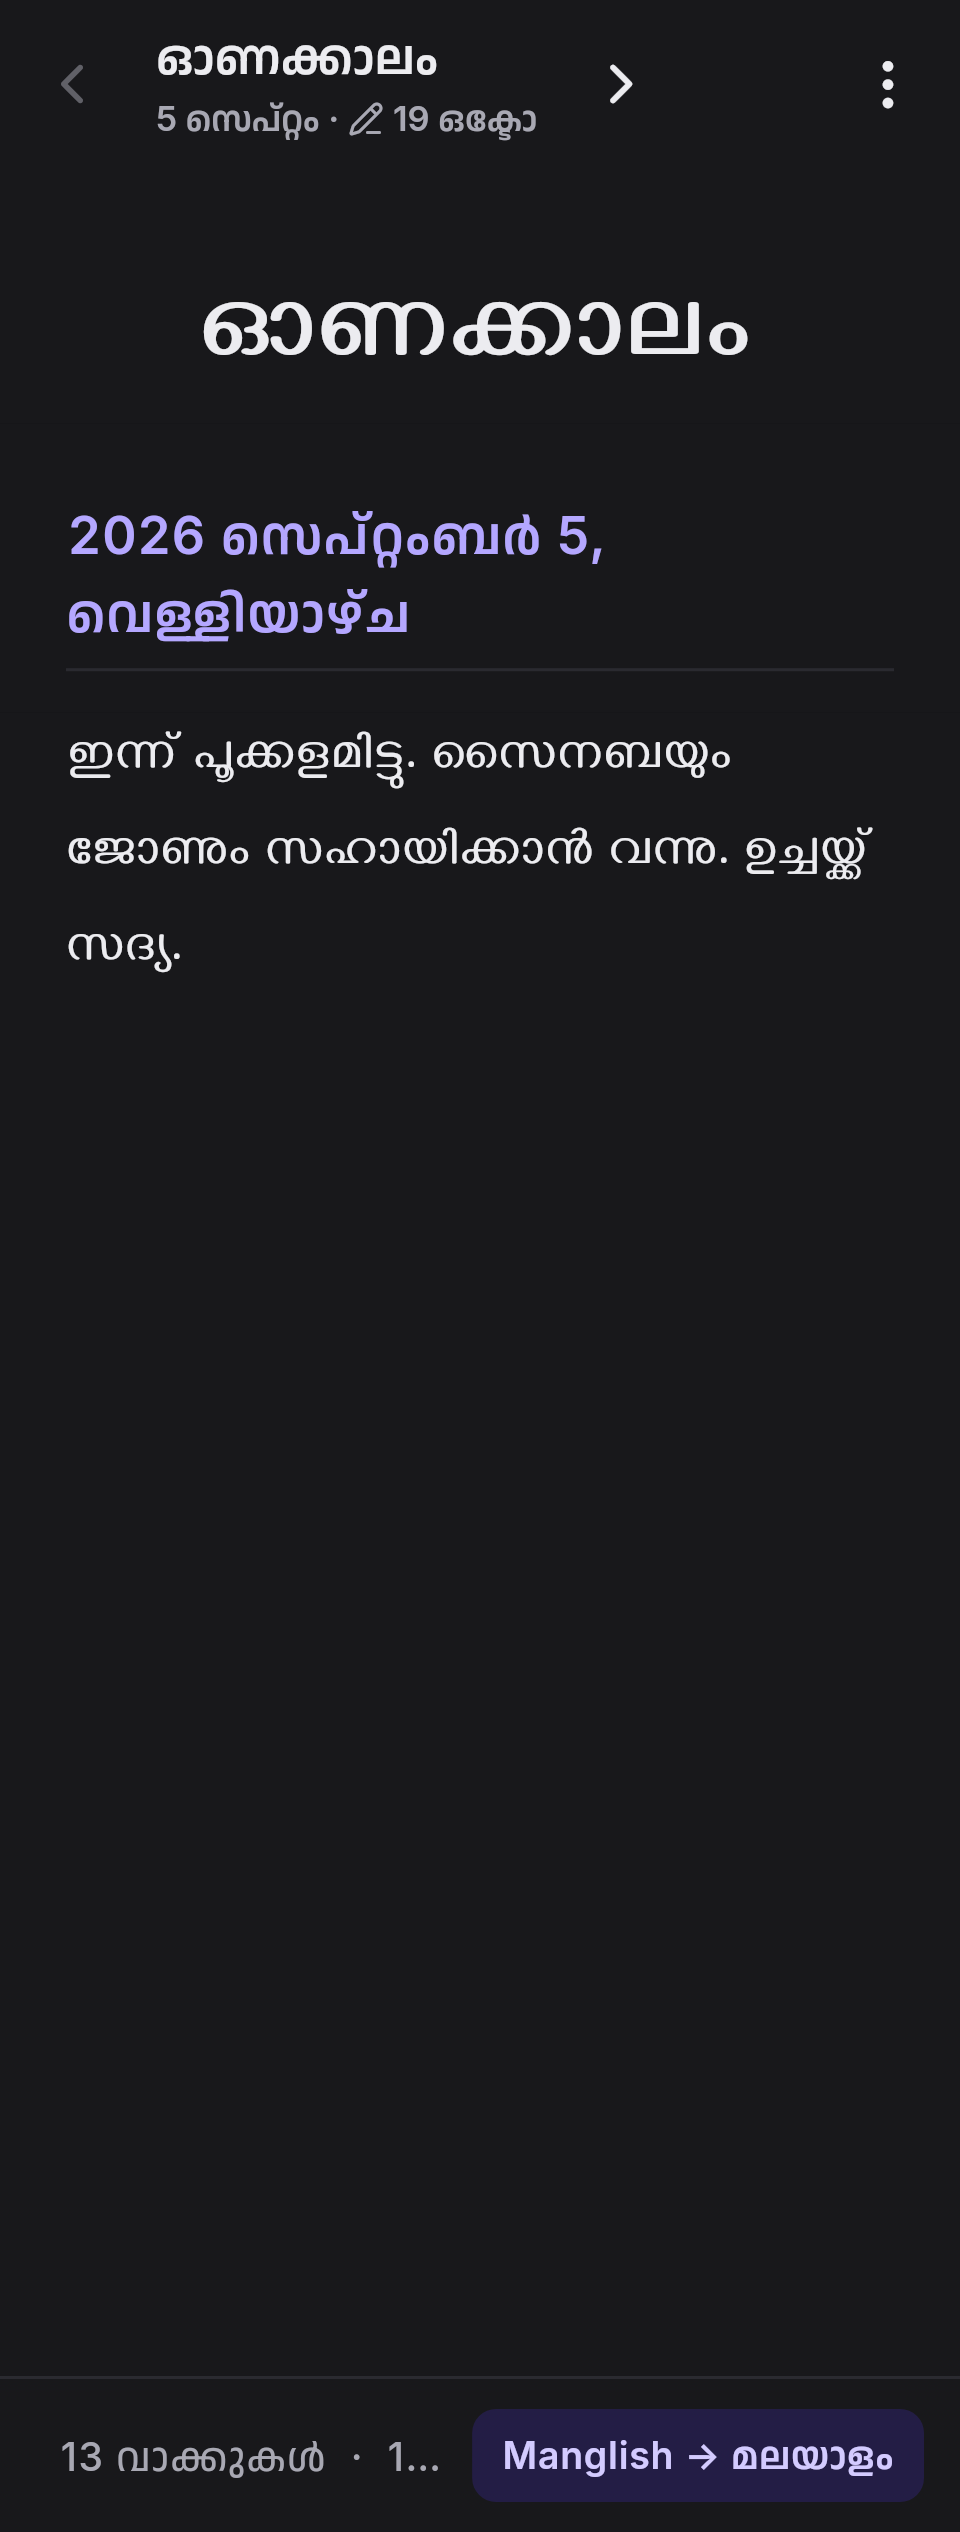 ഓണക്കാലം
5 സെപ്റ്റം · 19 ഒക്ടോ
ഓണക്കാലം
2026 സെപ്റ്റംബർ 5,
വെള്ളിയാഴ്ച
ഇന്ന് പൂക്കളമിട്ടു. സൈനബയും
ജോണും സഹായിക്കാൻ വന്നു. ഉച്ചയ്ക്ക്
സദ്യ.
13 വാക്കുകൾ · 1...
Manglish → മലയാളം